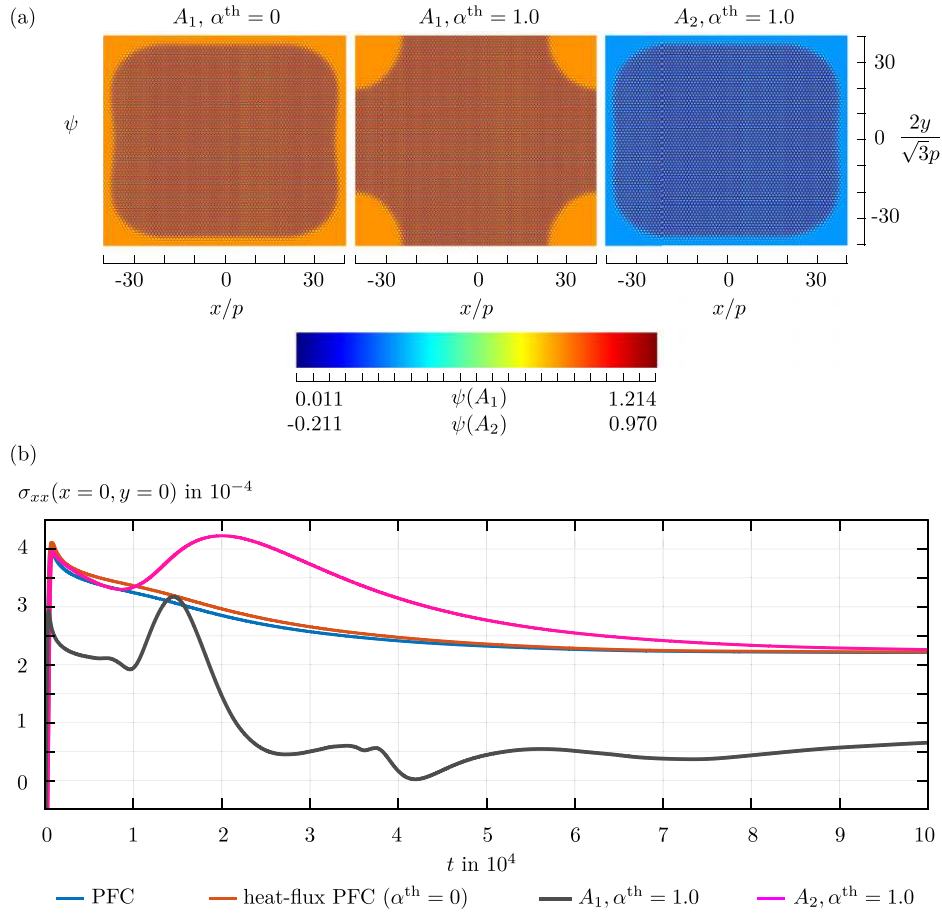 (a)
A₁, αᵗʰ = 0
A₁, αᵗʰ = 1.0
A₂, αᵗʰ = 1.0
ψ
30
0
-30
2y/√3p
-30 0 30
-30 0 30
-30 0 30
x/p
x/p
x/p
0.011 ψ(A₁) 1.214
-0.211 ψ(A₂) 0.970
(b)
σₓₓ(x = 0, y = 0) in 10⁻⁴
4
3
2
1
0
0 1 2 3 4 5 6 7 8 9 10
t in 10⁴
PFC
heat-flux PFC (αᵗʰ = 0)
A₁, αᵗʰ = 1.0
A₂, αᵗʰ = 1.0